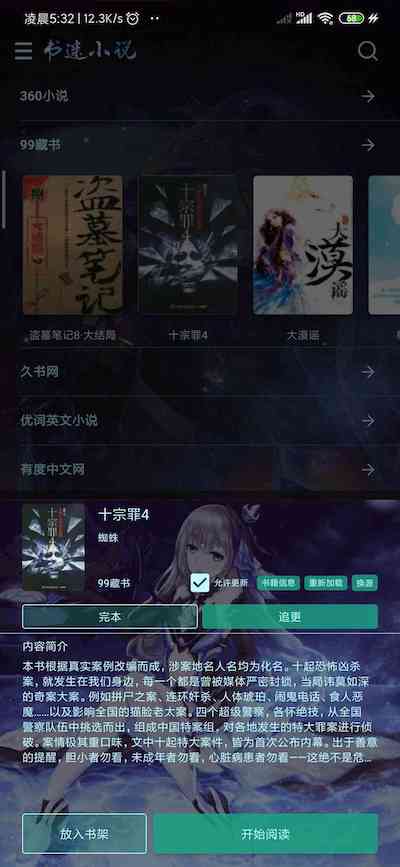 凌晨5:32 | 12.3K/s
HD
68
书迷小说
360小说
99藏书
盗墓笔记
大结局
十宗罪4
大漠谣
盗墓笔记8·大结局
十宗罪4
大漠谣
久书网
优词英文小说
有度中文网
十宗罪4
十宗罪4
蜘蛛
99藏书
允许更新
书籍信息
重新加载
换源
完本
追更
内容简介
本书根据真实案例改编而成，涉案地名人名均为化名。十起恐怖凶杀
案，就发生在我们身边，每一个都是曾被媒体严密封锁，当局讳莫如深
的奇案大案。例如拼尸之案、连环奸杀、人体琥珀、闹鬼电话、食人恶
魔……以及影响全国的猫脸老太案。四个超级警察，各怀绝技，从全国
警察队伍中挑选而出，组成中国特案组，对各地发生的特大罪案进行侦
破。案情极其重口味，文中十起特大案件，皆为首次公布内幕。出于善意
的提醒，胆小者勿看，未成年者勿看，心脏病患者勿看——这绝不是危...
放入书架
开始阅读